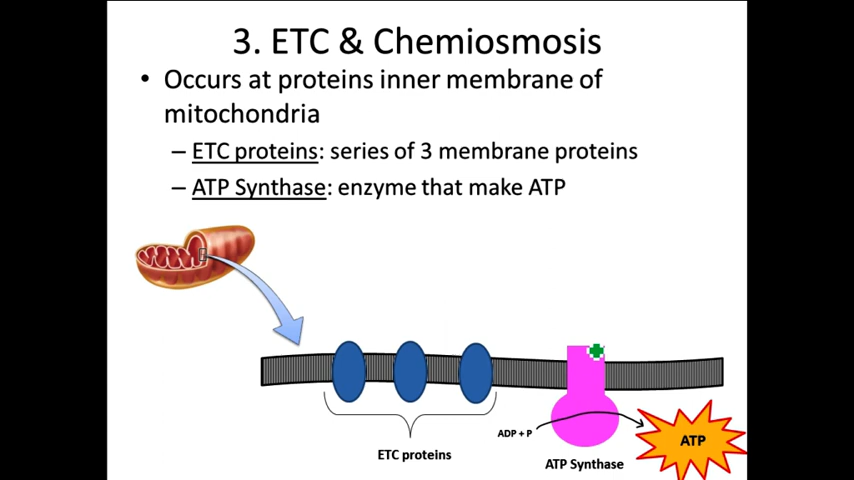 3. ETC & Chemiosmosis
• Occurs at proteins inner membrane of
mitochondria
– ETC proteins: series of 3 membrane proteins
– ATP Synthase: enzyme that make ATP
ADP + P
ATP
ETC proteins
ATP Synthase